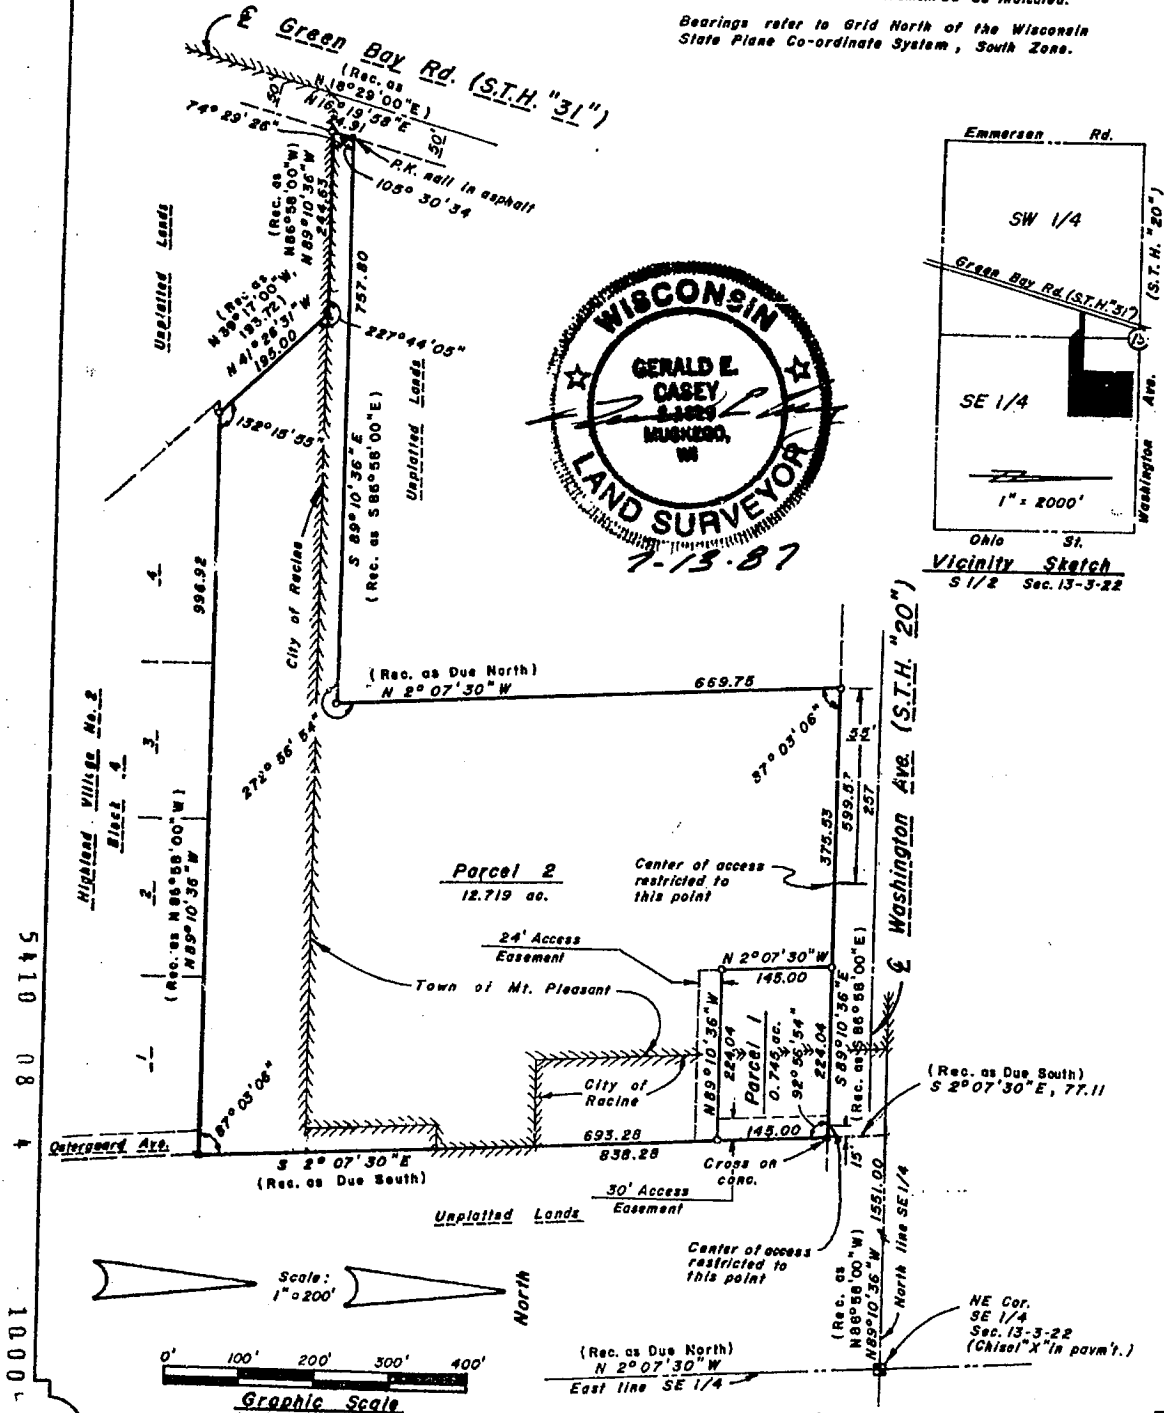 Bearings refer to Grid North of the Wisconsin
State Plane Co-ordinate System, South Zone.
℄ Green Bay Rd. (S.T.H. "31")
(Rec. as
N 18° 29'00"E)
N 16° 19'58"E
50'
50'
74° 29' 26"
P.K. nail in asphalt
105° 30' 34
(Rec. as
N86°58'00"W)
N 89°10'36"W
244.63
Unplatted Lands
(Rec. as
N 39°17'00"W,
193.72)
N 41°26'31"W
195.00
757.80
227°44'05"
132°15'55"
Unplatted Lands
S 89°10'36"E
(Rec. as S 86°58'00"E)
City of Racine
996.92
4
3
2
1
Highland Village No. 2
Block 4
(Rec. as N 86°58'00"W)
N 89°10'36"W
WISCONSIN
GERALD E.
CASEY
MUSKEGO,
WI
LAND SURVEYOR
7-13-87
Emmersen Rd.
SW 1/4
Green Bay Rd. (S.T.H. "31")
SE 1/4
1" = 2000'
Ohio St.
Washington Ave. (S.T.H. "20")
Vicinity Sketch
S 1/2 Sec. 13-3-22
(Rec. as Due North)
N 2° 07'30"W
669.75
272° 56' 54"
87° 03' 06"
55'
375.53
257
℄ Washington Ave. (S.T.H. "20")
Parcel 2
12.719 ac.
Center of access
restricted to
this point
24' Access
Easement
N 2° 07'30"W
145.00
Town of Mt. Pleasant
N 89°10'36"W
224.04
Parcel 1
0.745 ac.
92° 56' 54"
224.04
S 89°10'36"E
(Rec. as S 86°58'00"E)
City of
Racine
(Rec. as Due South)
S 2° 07'30"E, 77.11
87° 03' 06"
693.28
838.28
145.00
S 2° 07'30"E
(Rec. as Due South)
Cross on
conc.
15'
30' Access
Easement
Unplatted Lands
Center of access
restricted to
this point
(Rec. as
N86°58'00"W)
N89°10'36"W 1551.00
North line SE 1/4
Scale:
1" = 200'
North
NE Cor.
SE 1/4
Sec. 13-3-22
(Chisel "X" in pavm't.)
0' 100' 200' 300' 400'
Graphic Scale
(Rec. as Due North)
N 2° 07'30"W
East line SE 1/4